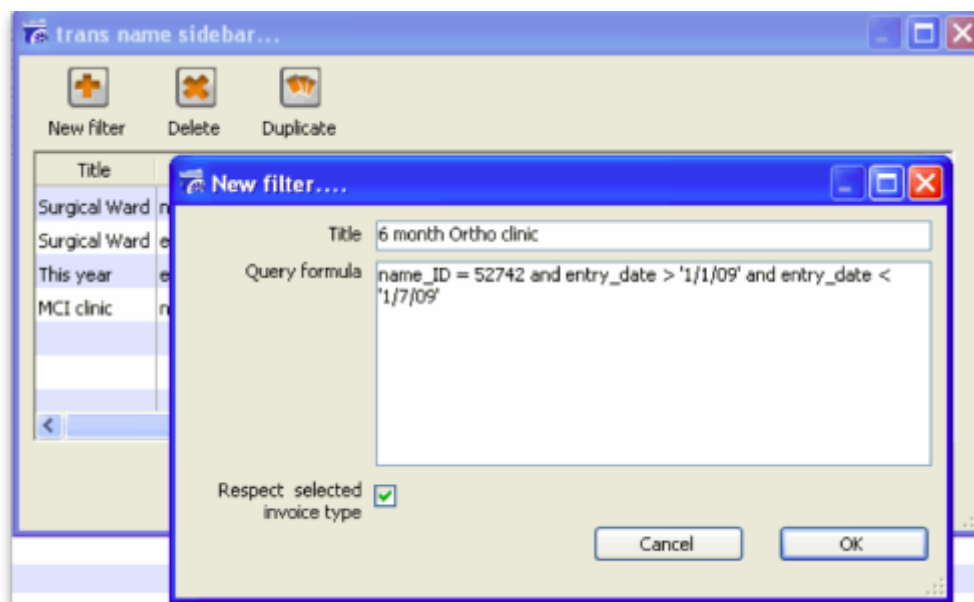 trans name sidebar...
New filter Delete Duplicate
Title
Surgical Ward n
Surgical Ward e
This year e
MCI clinic n
New filter....
Title 6 month Ortho clinic
Query formula name_ID = 52742 and entry_date > '1/1/09' and entry_date <
'1/7/09'
Respect selected
invoice type
Cancel OK